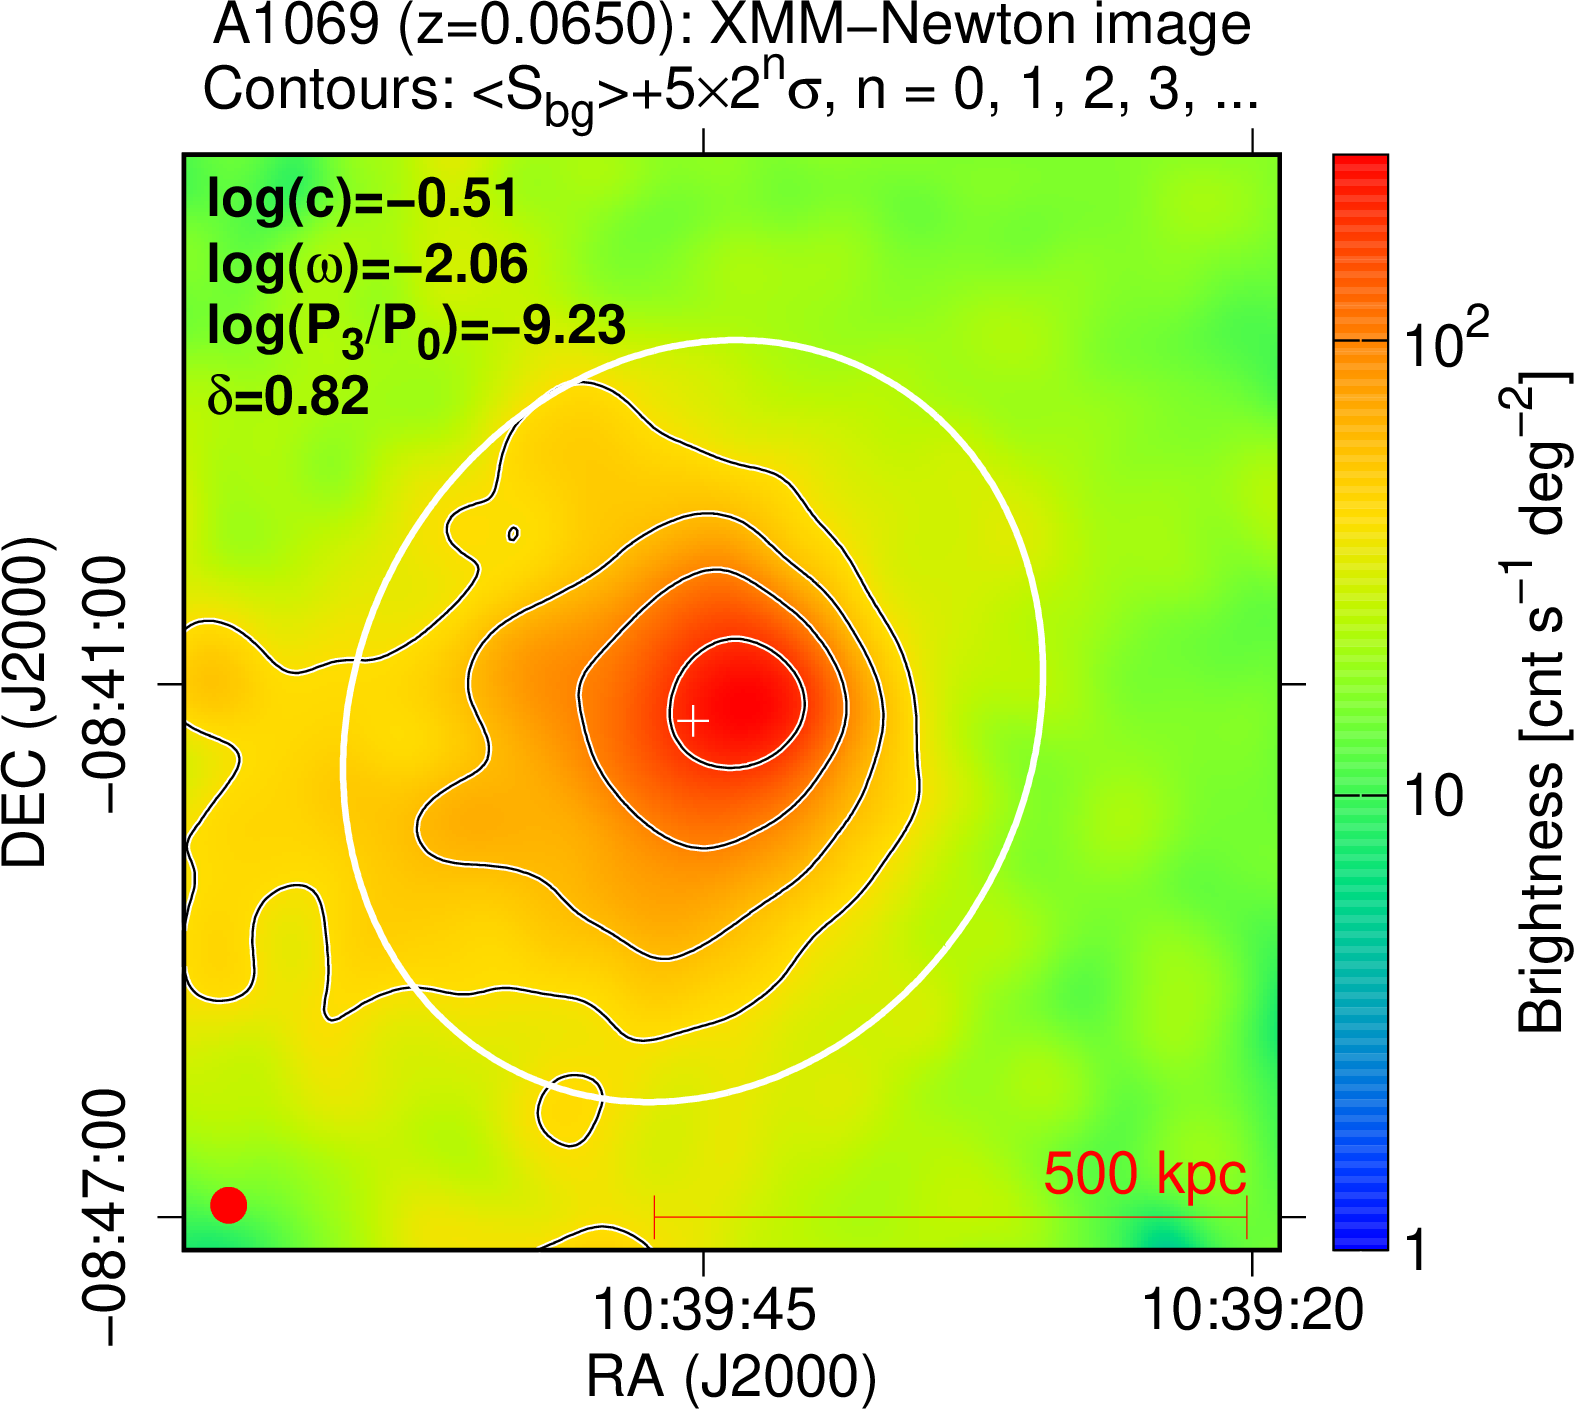 A1069 (z=0.0650): XMM−Newton image
Contours: <S_bg>+5×2^nσ, n = 0, 1, 2, 3, ...
log(c)=−0.51
log(ω)=−2.06
log(P_3/P_0)=−9.23
δ=0.82
DEC (J2000)
−08:41:00
−08:47:00
500 kpc
10:39:45
10:39:20
RA (J2000)
10^2
10
1
Brightness [cnt s^−1 deg^−2]